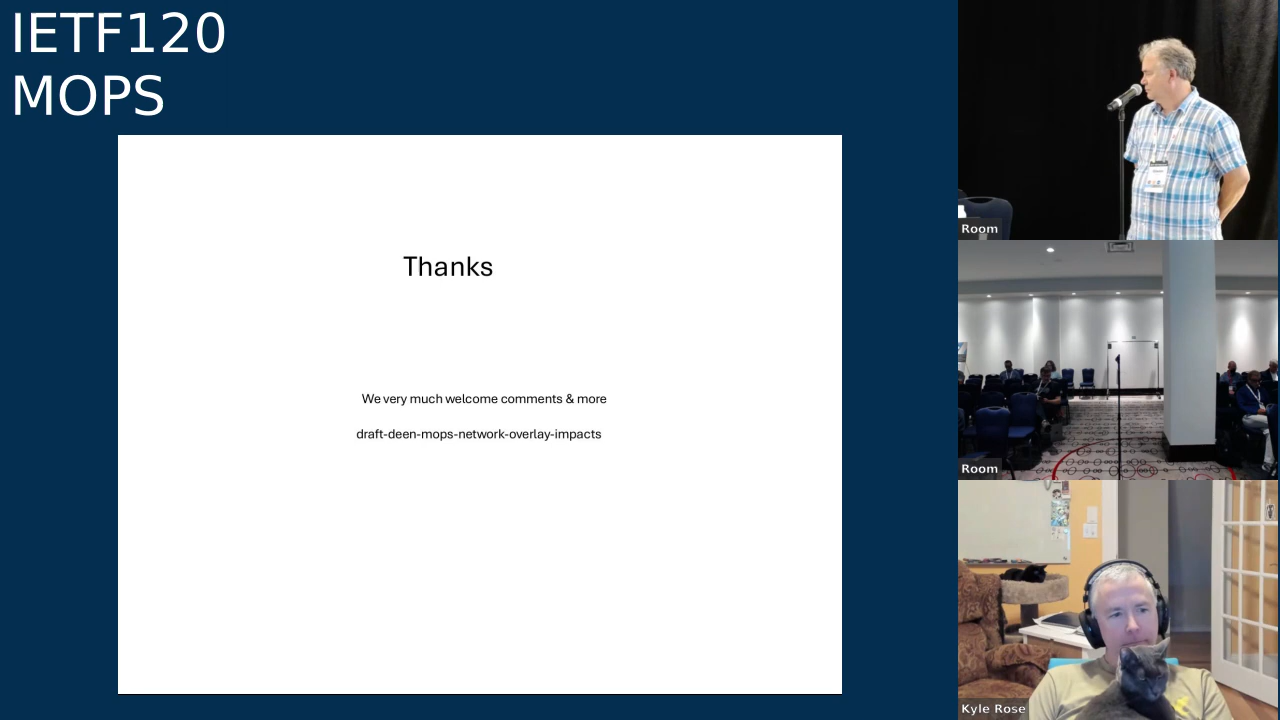 IETF120
MOPS
Thanks
We very much welcome comments & more
draft-deen-mops-network-overlay-impacts
Room
Room
Kyle Rose